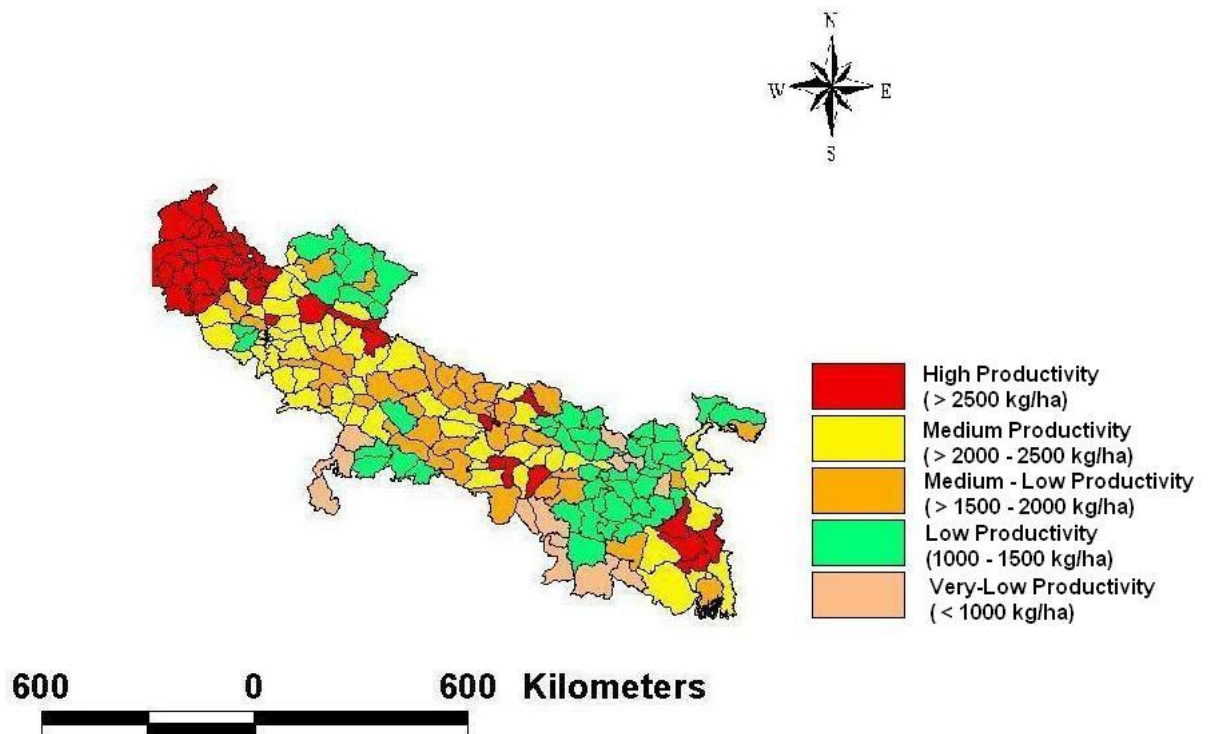 N
W E
S
High Productivity
(> 2500 kg/ha)
Medium Productivity
(> 2000 - 2500 kg/ha)
Medium - Low Productivity
(> 1500 - 2000 kg/ha)
Low Productivity
(1000 - 1500 kg/ha)
Very-Low Productivity
(< 1000 kg/ha)
600 0 600 Kilometers